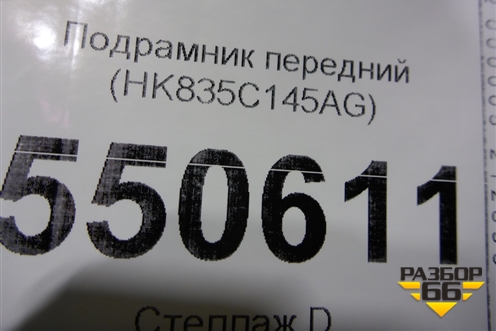 Подрамник передний
(HK835C145AG)
550611
Стеллаж D
РАЗБОР
66